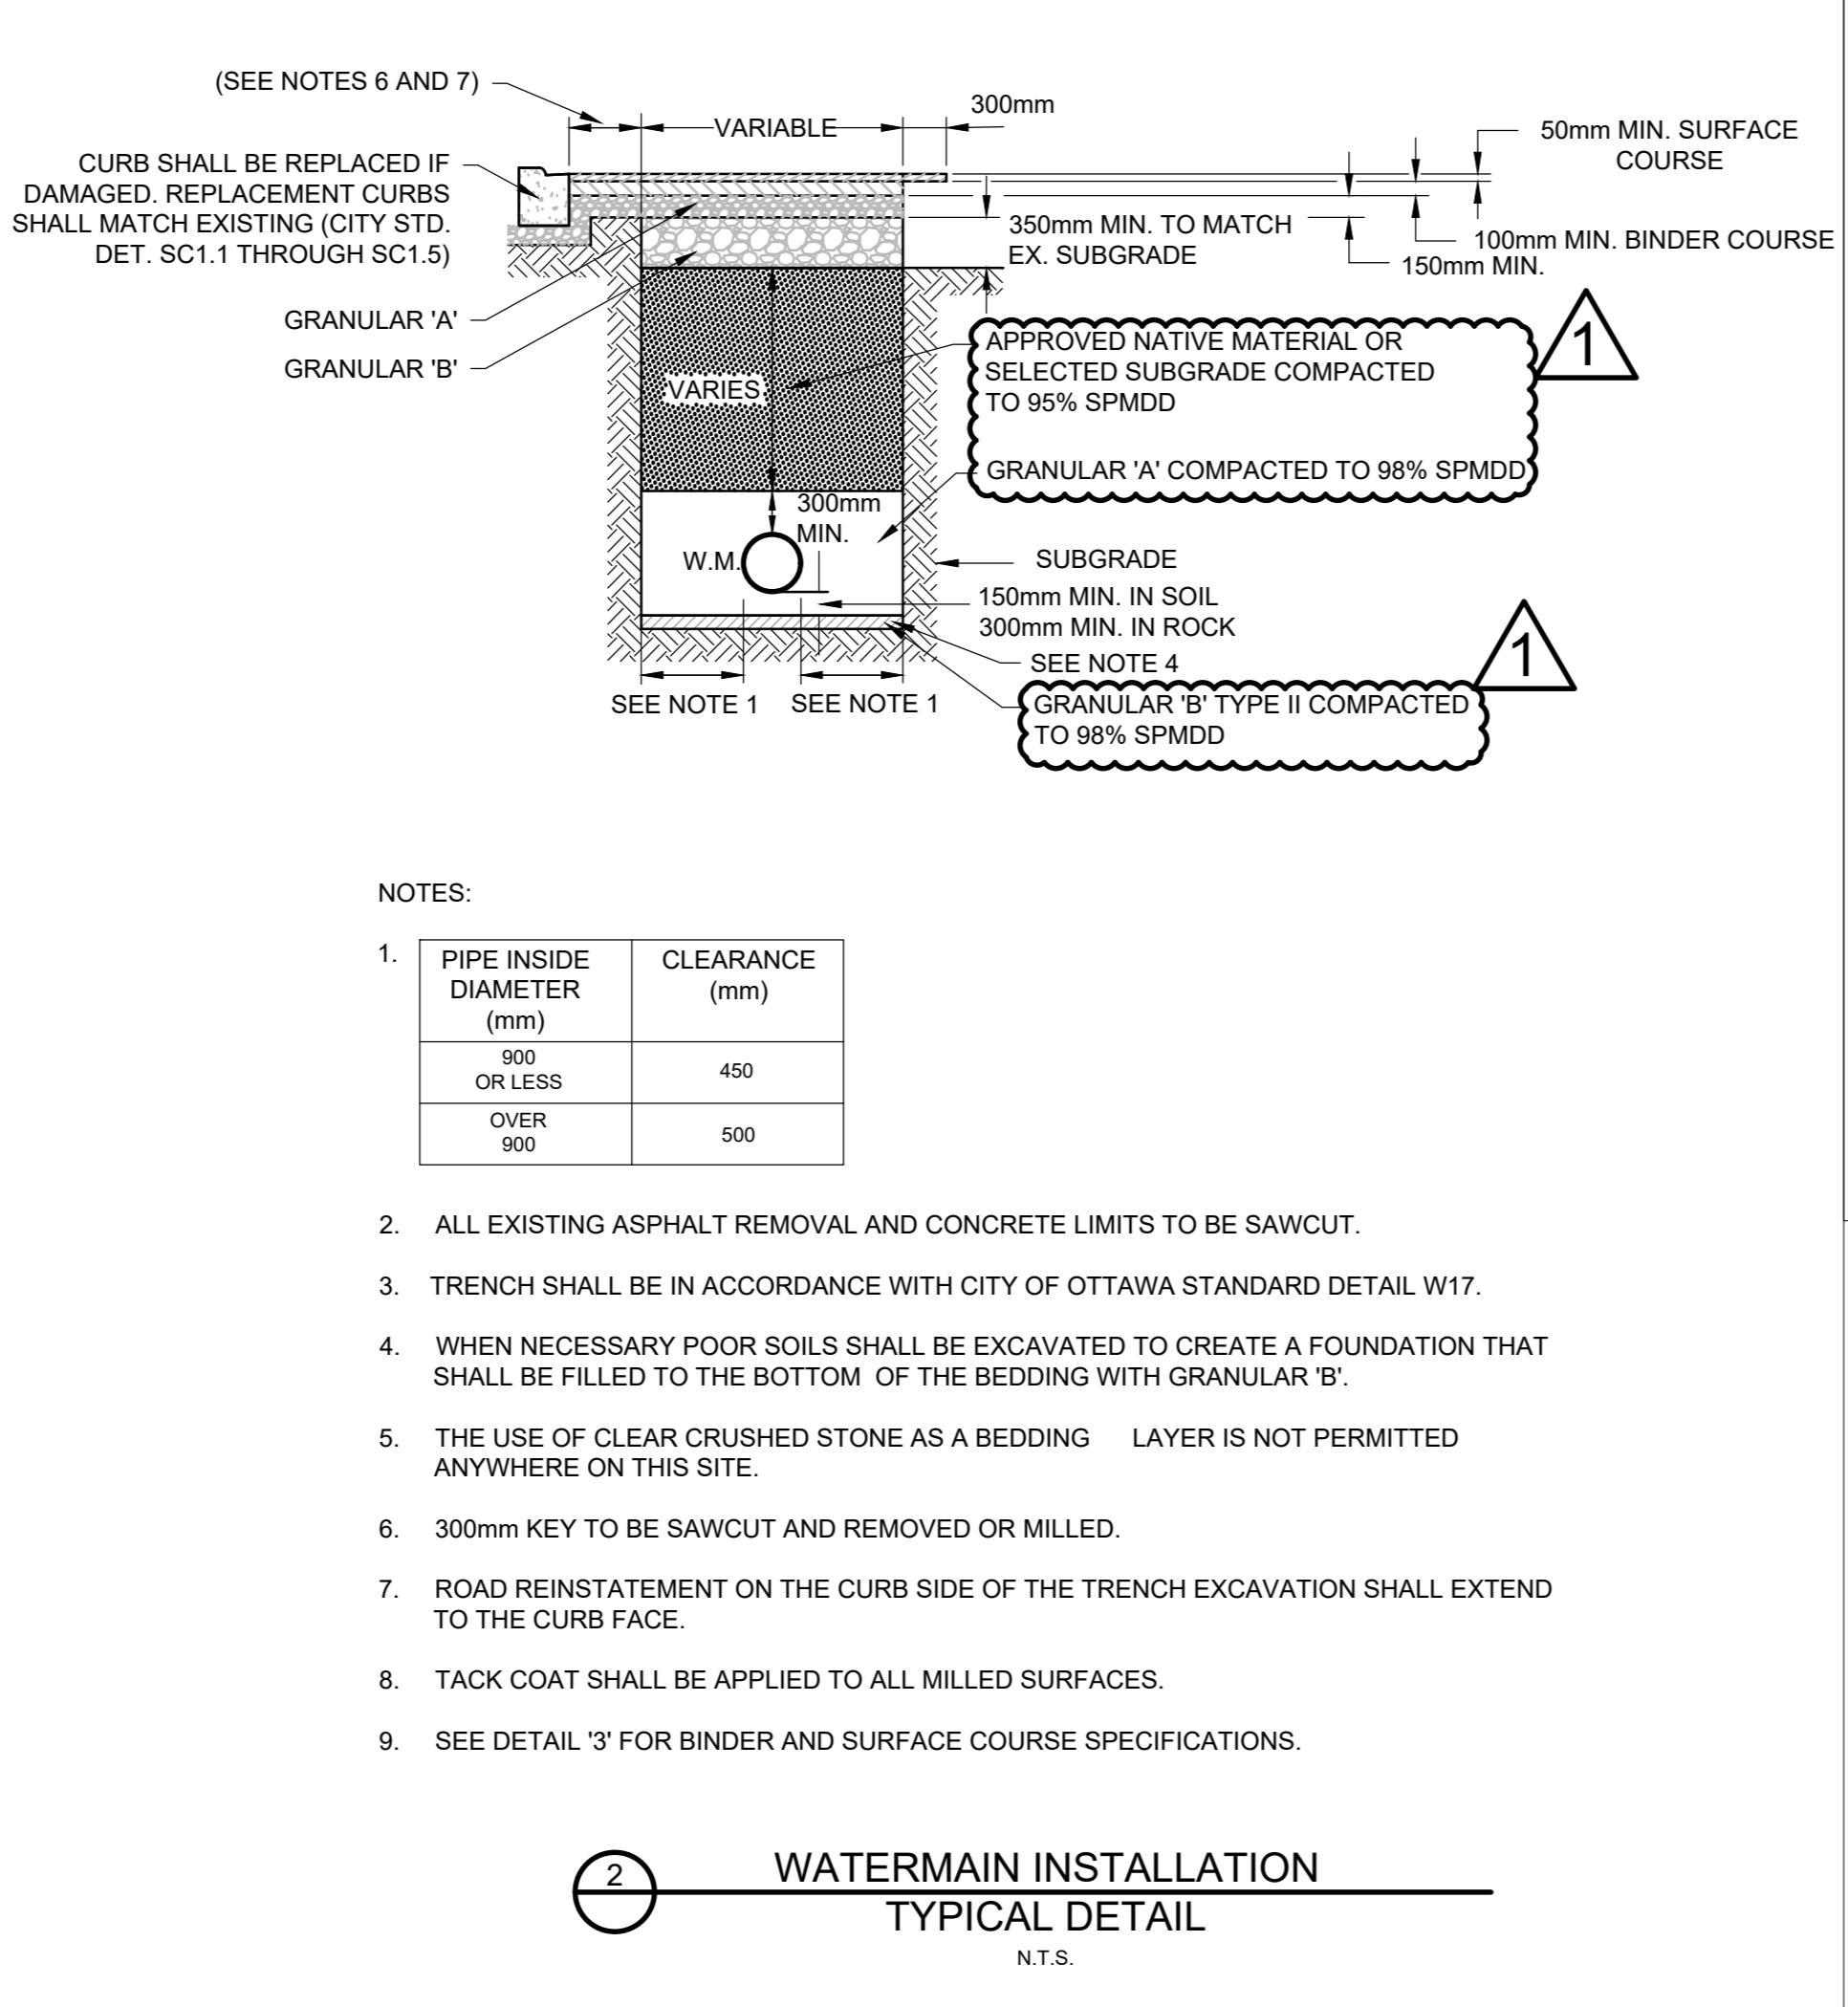 (SEE NOTES 6 AND 7)
300mm
VARIABLE
50mm MIN. SURFACE
COURSE
CURB SHALL BE REPLACED IF
DAMAGED. REPLACEMENT CURBS
SHALL MATCH EXISTING (CITY STD.
DET. SC1.1 THROUGH SC1.5)
350mm MIN. TO MATCH
EX. SUBGRADE
100mm MIN. BINDER COURSE
150mm MIN.
GRANULAR 'A'
GRANULAR 'B'
APPROVED NATIVE MATERIAL OR
SELECTED SUBGRADE COMPACTED
TO 95% SPMDD
1
VARIES
GRANULAR 'A' COMPACTED TO 98% SPMDD
300mm
MIN.
W.M.
SUBGRADE
150mm MIN. IN SOIL
300mm MIN. IN ROCK
SEE NOTE 4
1
SEE NOTE 1
SEE NOTE 1
GRANULAR 'B' TYPE II COMPACTED
TO 98% SPMDD
NOTES:
1.
PIPE INSIDE
DIAMETER
(mm)
CLEARANCE
(mm)
900
OR LESS
450
OVER
900
500
2. ALL EXISTING ASPHALT REMOVAL AND CONCRETE LIMITS TO BE SAWCUT.
3. TRENCH SHALL BE IN ACCORDANCE WITH CITY OF OTTAWA STANDARD DETAIL W17.
4. WHEN NECESSARY POOR SOILS SHALL BE EXCAVATED TO CREATE A FOUNDATION THAT
SHALL BE FILLED TO THE BOTTOM OF THE BEDDING WITH GRANULAR 'B'.
5. THE USE OF CLEAR CRUSHED STONE AS A BEDDING LAYER IS NOT PERMITTED
ANYWHERE ON THIS SITE.
6. 300mm KEY TO BE SAWCUT AND REMOVED OR MILLED.
7. ROAD REINSTATEMENT ON THE CURB SIDE OF THE TRENCH EXCAVATION SHALL EXTEND
TO THE CURB FACE.
8. TACK COAT SHALL BE APPLIED TO ALL MILLED SURFACES.
9. SEE DETAIL '3' FOR BINDER AND SURFACE COURSE SPECIFICATIONS.
2
WATERMAIN INSTALLATION
TYPICAL DETAIL
N.T.S.